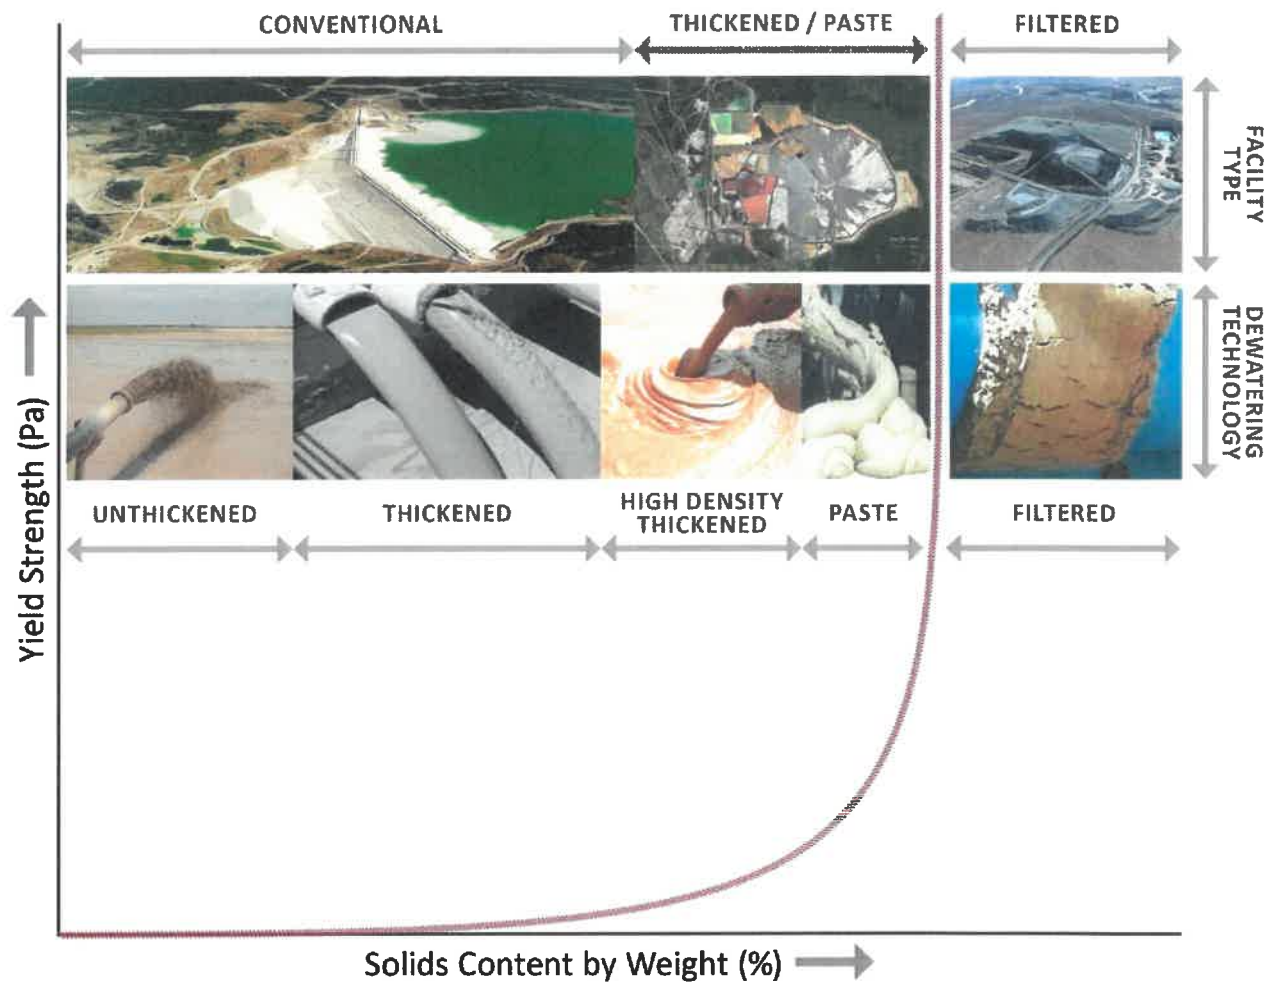 CONVENTIONAL
THICKENED / PASTE
FILTERED
FACILITY
TYPE
DEWATERING
TECHNOLOGY
UNTHICKENED
THICKENED
HIGH DENSITY
THICKENED
PASTE
FILTERED
Yield Strength (Pa)
Solids Content by Weight (%)